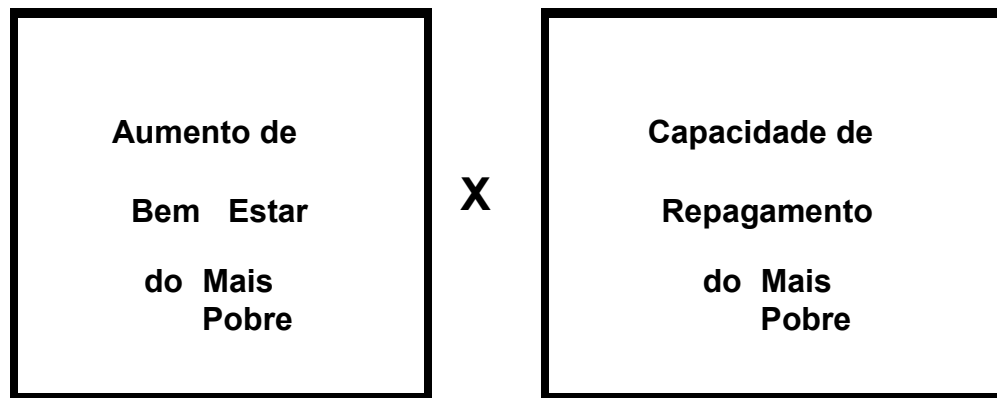 Aumento de
Bem Estar
do Mais
Pobre
X
Capacidade de
Repagamento
do Mais
Pobre